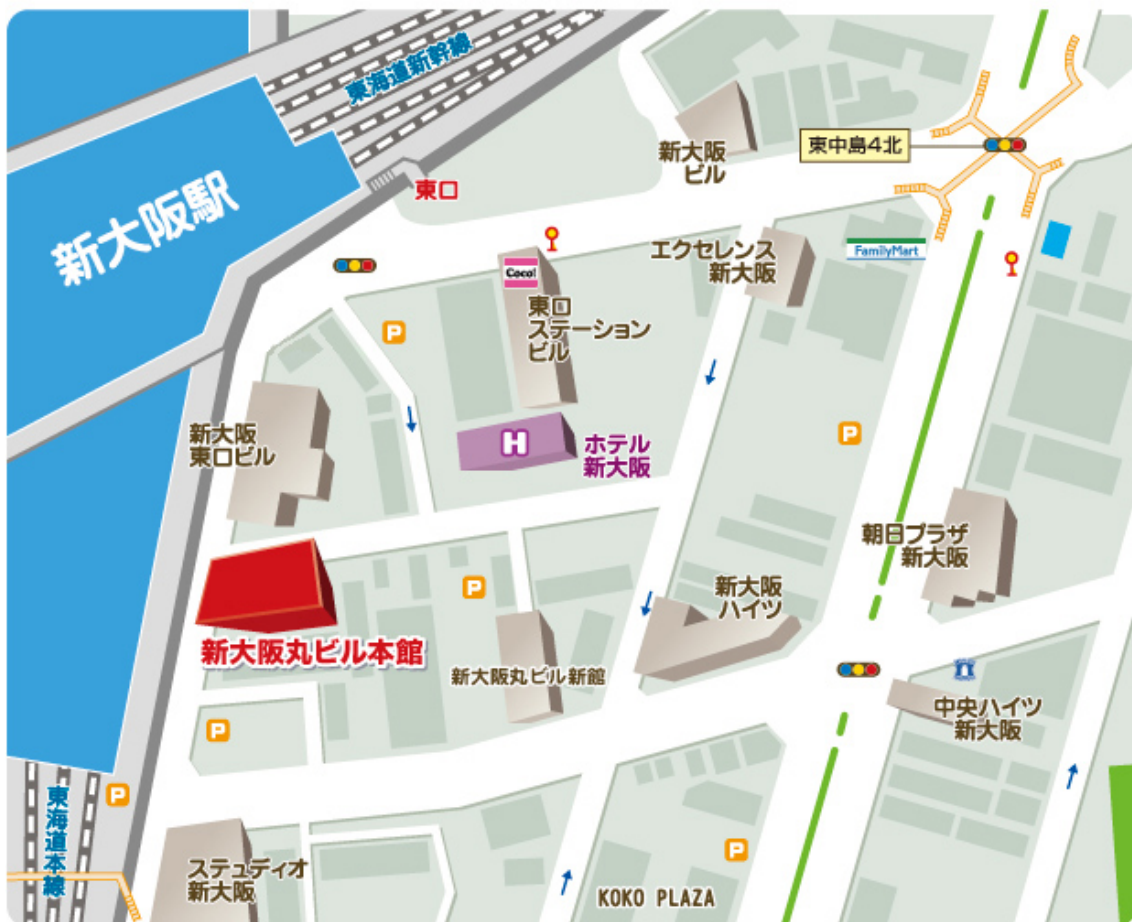 東海道新幹線
新大阪駅
東口
新大阪
ビル
東中島4北
エクセレンス
新大阪
FamilyMart
Coco!
東口
ステーション
ビル
P
新大阪
東口ビル
H
ホテル
新大阪
P
朝日プラザ
新大阪
新大阪丸ビル本館
P
新大阪
ハイツ
新大阪丸ビル新館
中央ハイツ
新大阪
P
P
東海道本線
ステュディオ
新大阪
P
KOKO PLAZA